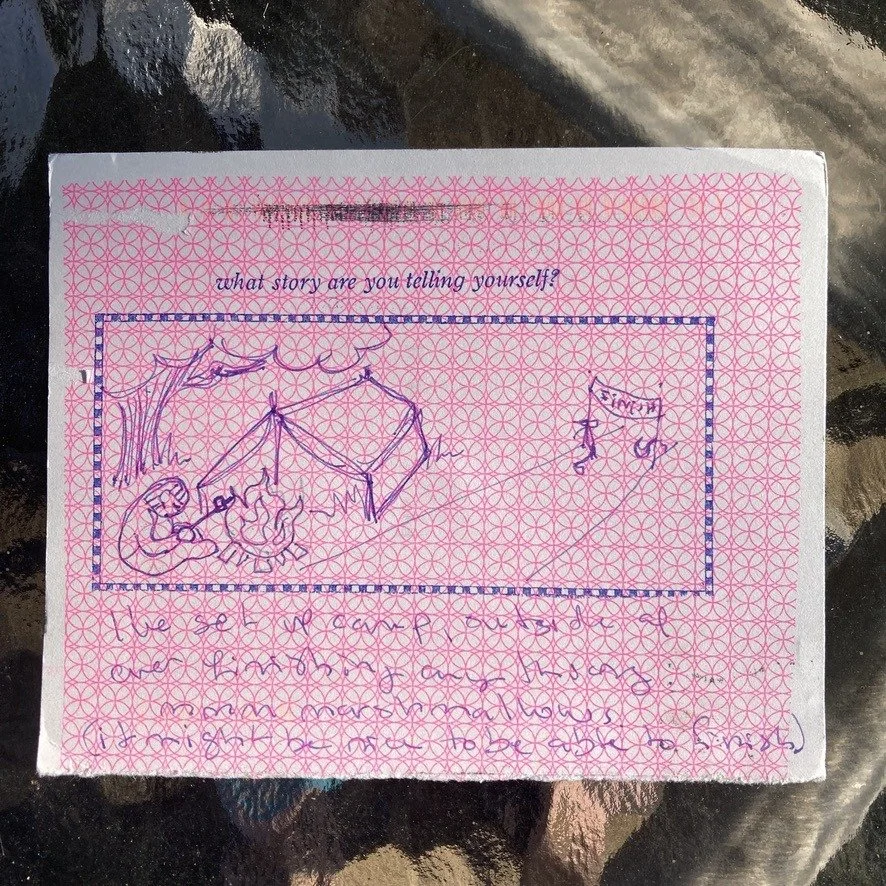 what story are you telling yourself?
FINISH
I've set up camp, outside of
ever finishing anything
mmm marshmallows.
(it might be nice to be able to finish)